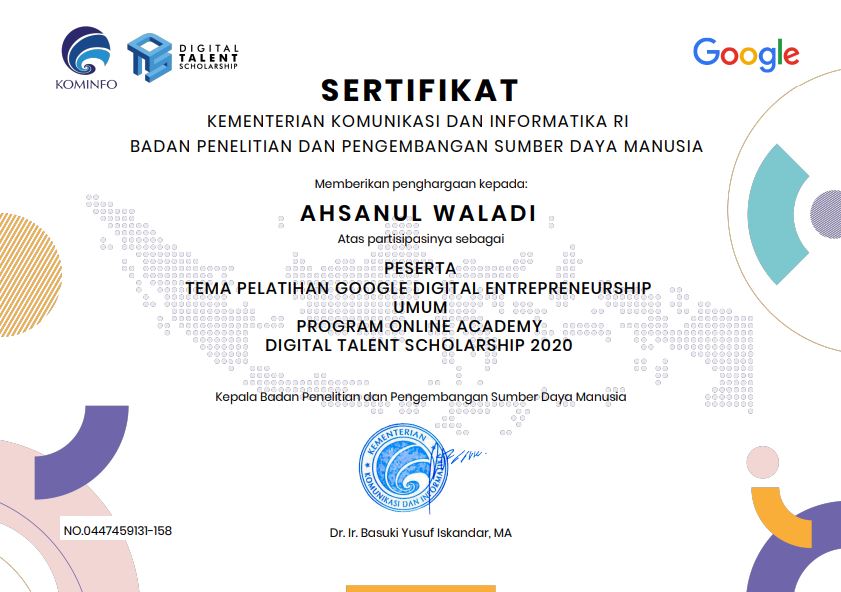 KOMINFO
DIGITAL
TALENT
SCHOLARSHIP
Google
SERTIFIKAT
KEMENTERIAN KOMUNIKASI DAN INFORMATIKA RI
BADAN PENELITIAN DAN PENGEMBANGAN SUMBER DAYA MANUSIA
Memberikan penghargaan kepada:
AHSANUL WALADI
Atas partisipasinya sebagai
PESERTA
TEMA PELATIHAN GOOGLE DIGITAL ENTREPRENEURSHIP
UMUM
PROGRAM ONLINE ACADEMY
DIGITAL TALENT SCHOLARSHIP 2020
Kepala Badan Penelitian dan Pengembangan Sumber Daya Manusia
KEMENTERIAN
KOMUNIKASI DAN INFORMATIKA
NO.0447459131-158
Dr. Ir. Basuki Yusuf Iskandar, MA